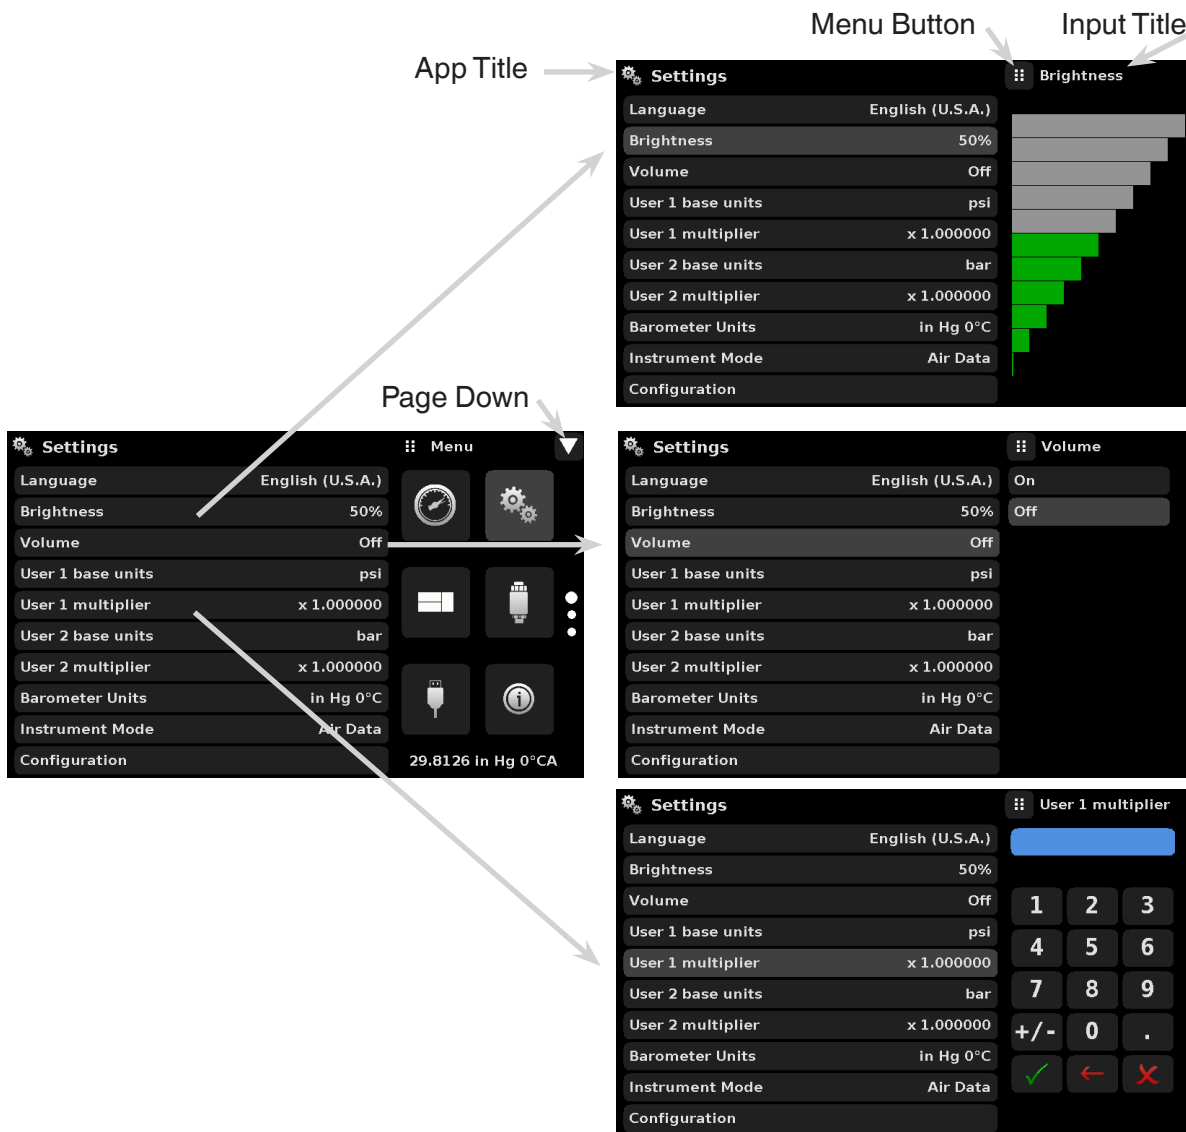 Menu Button
Input Title
App Title
Settings
Brightness
Language English (U.S.A.)
Brightness 50%
Volume Off
User 1 base units psi
User 1 multiplier x 1.000000
User 2 base units bar
User 2 multiplier x 1.000000
Barometer Units in Hg 0°C
Instrument Mode Air Data
Configuration
Page Down
Settings
Menu
Language English (U.S.A.)
Brightness 50%
Volume Off
User 1 base units psi
User 1 multiplier x 1.000000
User 2 base units bar
User 2 multiplier x 1.000000
Barometer Units in Hg 0°C
Instrument Mode Air Data
Configuration
29.8126 in Hg 0°CA
Settings
Volume
Language English (U.S.A.)
Brightness 50%
Volume Off
User 1 base units psi
User 1 multiplier x 1.000000
User 2 base units bar
User 2 multiplier x 1.000000
Barometer Units in Hg 0°C
Instrument Mode Air Data
Configuration
On
Off
Settings
User 1 multiplier
Language English (U.S.A.)
Brightness 50%
Volume Off
User 1 base units psi
User 1 multiplier x 1.000000
User 2 base units bar
User 2 multiplier x 1.000000
Barometer Units in Hg 0°C
Instrument Mode Air Data
Configuration
1 2 3
4 5 6
7 8 9
+/- 0 .